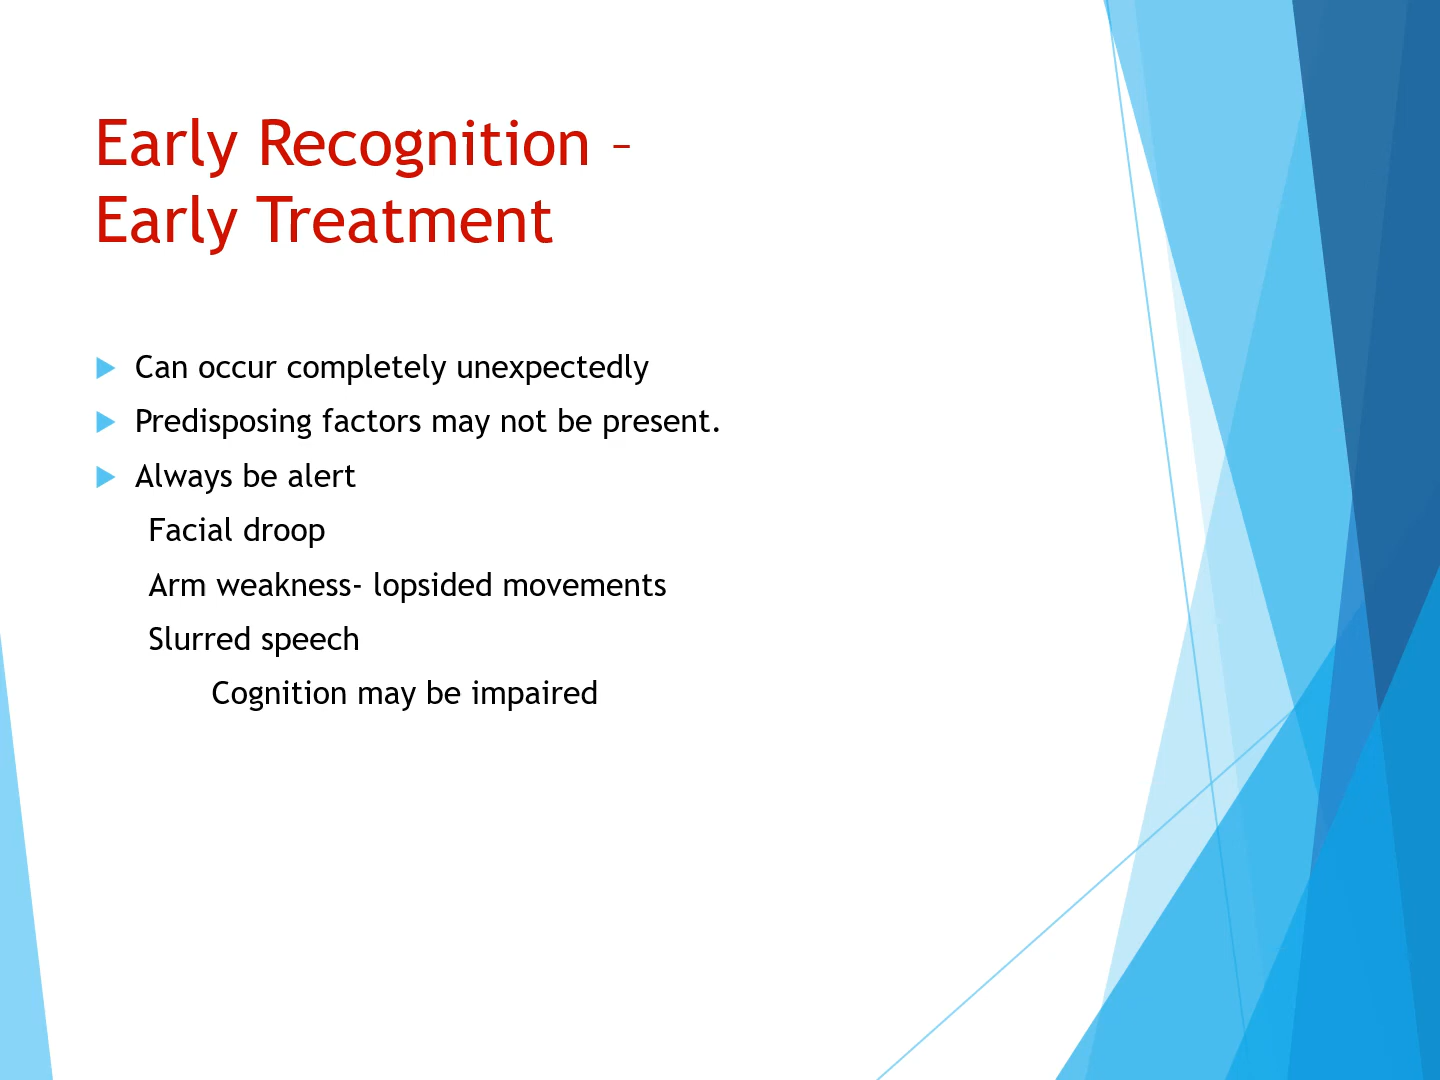 Early Recognition –
Early Treatment
Can occur completely unexpectedly
Predisposing factors may not be present.
Always be alert
Facial droop
Arm weakness- lopsided movements
Slurred speech
Cognition may be impaired